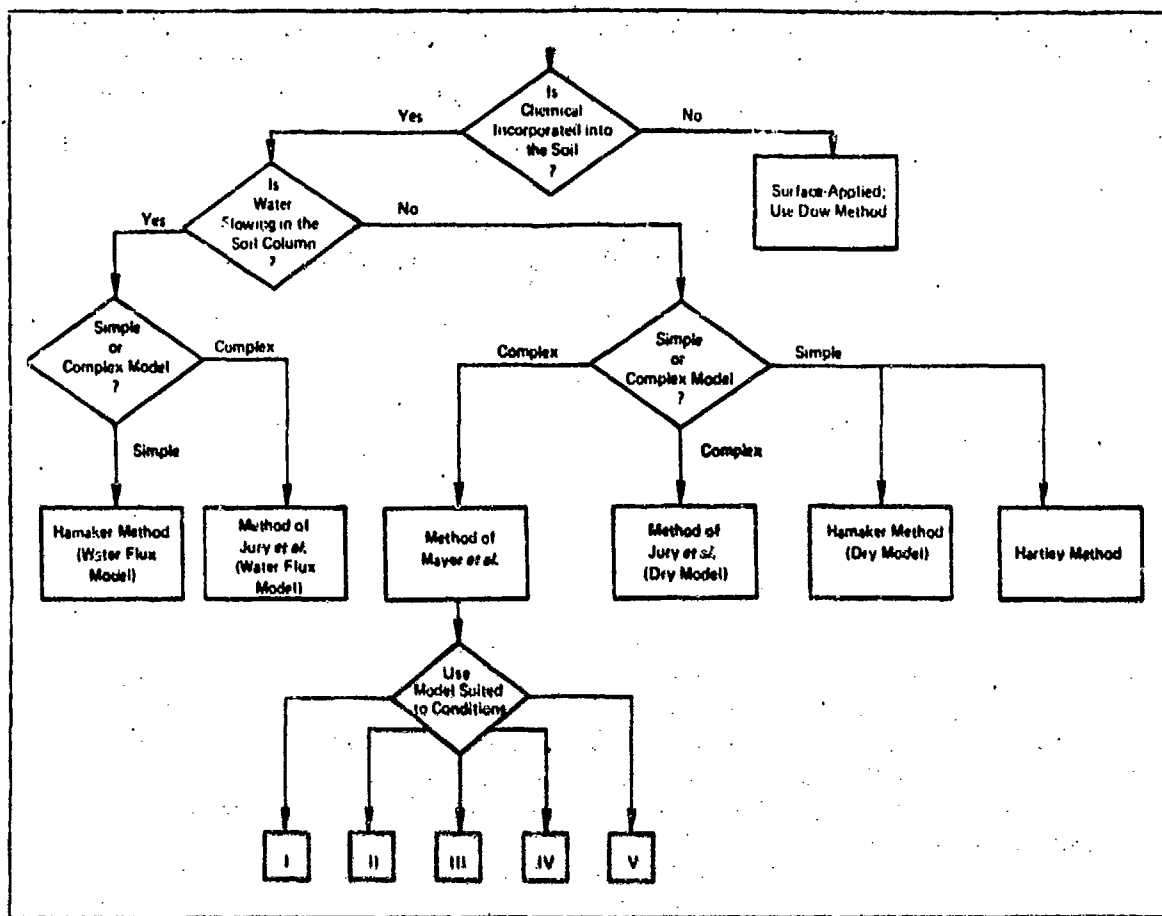 Is
Chemical
Incorporated into
the Soil
?
Yes
No
Surface-Applied;
Use Dow Method
Is
Water
Flowing in the
Soil Column
?
Yes
No
Simple
or
Complex Model
?
Complex
Simple
Simple
or
Complex Model
?
Complex
Simple
Complex
Hamaker Method
(Water Flux
Model)
Method of
Jury et al.
(Water Flux
Model)
Method of
Mayer et al.
Method of
Jury et al.
(Dry Model)
Hamaker Method
(Dry Model)
Hartley Method
Use
Model Suited
to Conditions
I
II
III
IV
V